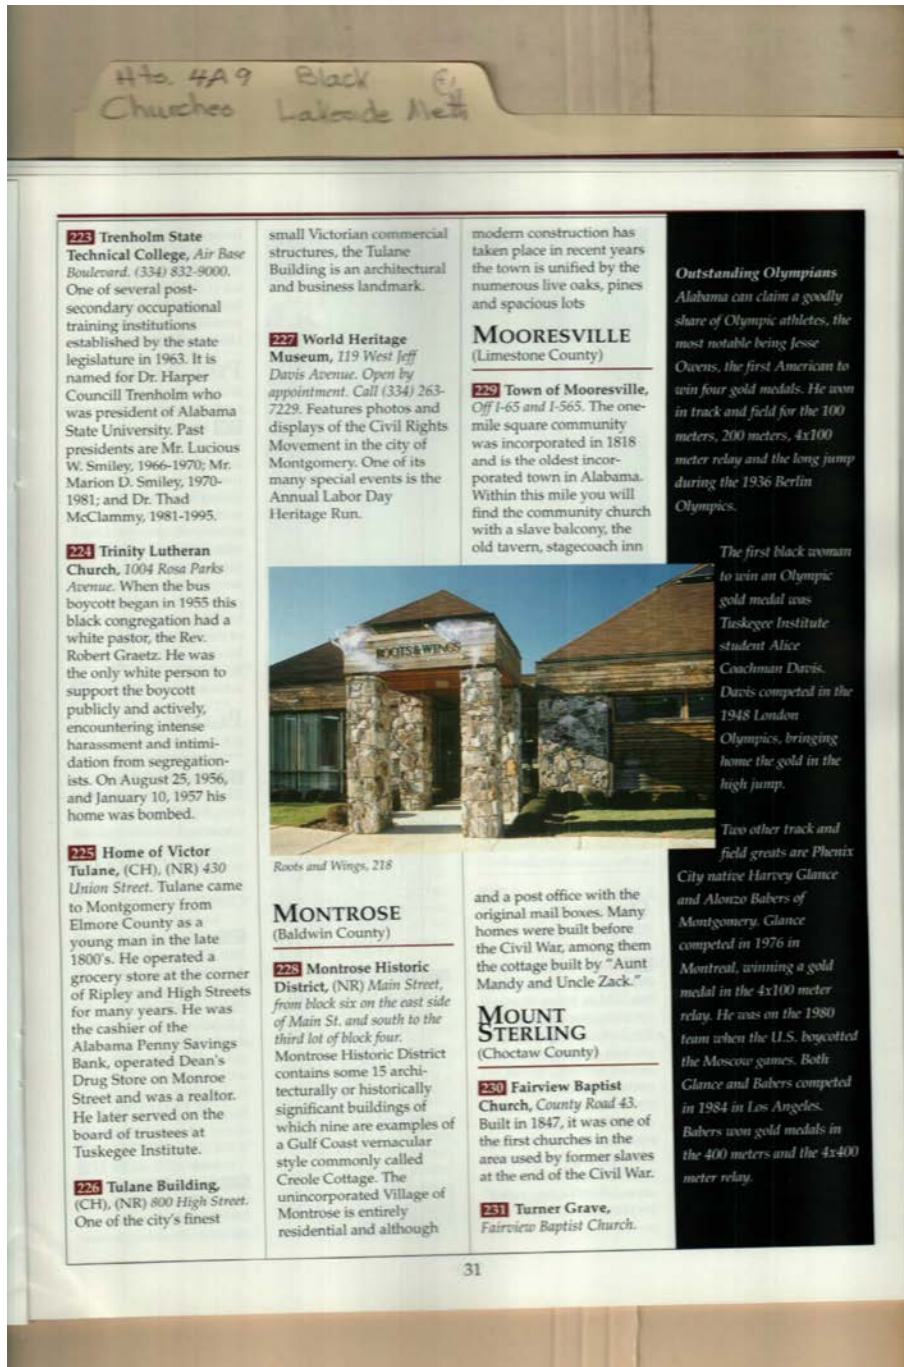 Hto. 4A9 Black
Churches Lakeside Meth
223 Trenholm State
Technical College, Air Base
Boulevard. (334) 832-9000.
One of several post-
secondary occupational
training institutions
established by the state
legislature in 1963. It is
named for Dr. Harper
Councill Trenholm who
was president of Alabama
State University. Past
presidents are Mr. Lucious
W. Smiley, 1966-1970; Mr.
Marion D. Smiley, 1970-
1981; and Dr. Thad
McClammy, 1981-1995.
224 Trinity Lutheran
Church, 1004 Rosa Parks
Avenue. When the bus
boycott began in 1955 this
black congregation had a
white pastor, the Rev.
Robert Graetz. He was
the only white person to
support the boycott
publicly and actively,
encountering intense
harassment and intimi-
dation from segregation-
ists. On August 25, 1956,
and January 10, 1957 his
home was bombed.
225 Home of Victor
Tulane, (CH), (NR) 430
Union Street. Tulane came
to Montgomery from
Elmore County as a
young man in the late
1800's. He operated a
grocery store at the corner
of Ripley and High Streets
for many years. He was
the cashier of the
Alabama Penny Savings
Bank, operated Dean's
Drug Store on Monroe
Street and was a realtor.
He later served on the
board of trustees at
Tuskegee Institute.
226 Tulane Building,
(CH), (NR) 800 High Street.
One of the city's finest
small Victorian commercial
structures, the Tulane
Building is an architectural
and business landmark.
227 World Heritage
Museum, 119 West Jeff
Davis Avenue. Open by
appointment. Call (334) 263-
7229. Features photos and
displays of the Civil Rights
Movement in the city of
Montgomery. One of its
many special events is the
Annual Labor Day
Heritage Run.
ROOTS & WINGS
Roots and Wings, 218
MONTROSE
(Baldwin County)
228 Montrose Historic
District, (NR) Main Street,
from block six on the east side
of Main St. and south to the
third lot of block four.
Montrose Historic District
contains some 15 archi-
tecturally or historically
significant buildings of
which nine are examples of
a Gulf Coast vernacular
style commonly called
Creole Cottage. The
unincorporated Village of
Montrose is entirely
residential and although
modern construction has
taken place in recent years
the town is unified by the
numerous live oaks, pines
and spacious lots
MOORESVILLE
(Limestone County)
229 Town of Mooresville,
Off I-65 and I-565. The one-
mile square community
was incorporated in 1818
and is the oldest incor-
porated town in Alabama.
Within this mile you will
find the community church
with a slave balcony, the
old tavern, stagecoach inn
and a post office with the
original mail boxes. Many
homes were built before
the Civil War, among them
the cottage built by "Aunt
Mandy and Uncle Zack."
MOUNT
STERLING
(Choctaw County)
230 Fairview Baptist
Church, County Road 43.
Built in 1847, it was one of
the first churches in the
area used by former slaves
at the end of the Civil War.
231 Turner Grave,
Fairview Baptist Church.
Outstanding Olympians
Alabama can claim a goodly
share of Olympic athletes, the
most notable being Jesse
Owens, the first American to
win four gold medals. He won
in track and field for the 100
meters, 200 meters, 4x100
meter relay and the long jump
during the 1936 Berlin
Olympics.
The first black woman
to win an Olympic
gold medal was
Tuskegee Institute
student Alice
Coachman Davis.
Davis competed in the
1948 London
Olympics, bringing
home the gold in the
high jump.
Two other track and
field greats are Phenix
City native Harvey Glance
and Alonzo Babers of
Montgomery. Glance
competed in 1976 in
Montreal, winning a gold
medal in the 4x100 meter
relay. He was on the 1980
team when the U.S. boycotted
the Moscow games. Both
Glance and Babers competed
in 1984 in Los Angeles.
Babers won gold medals in
the 400 meters and the 4x400
meter relay.
31